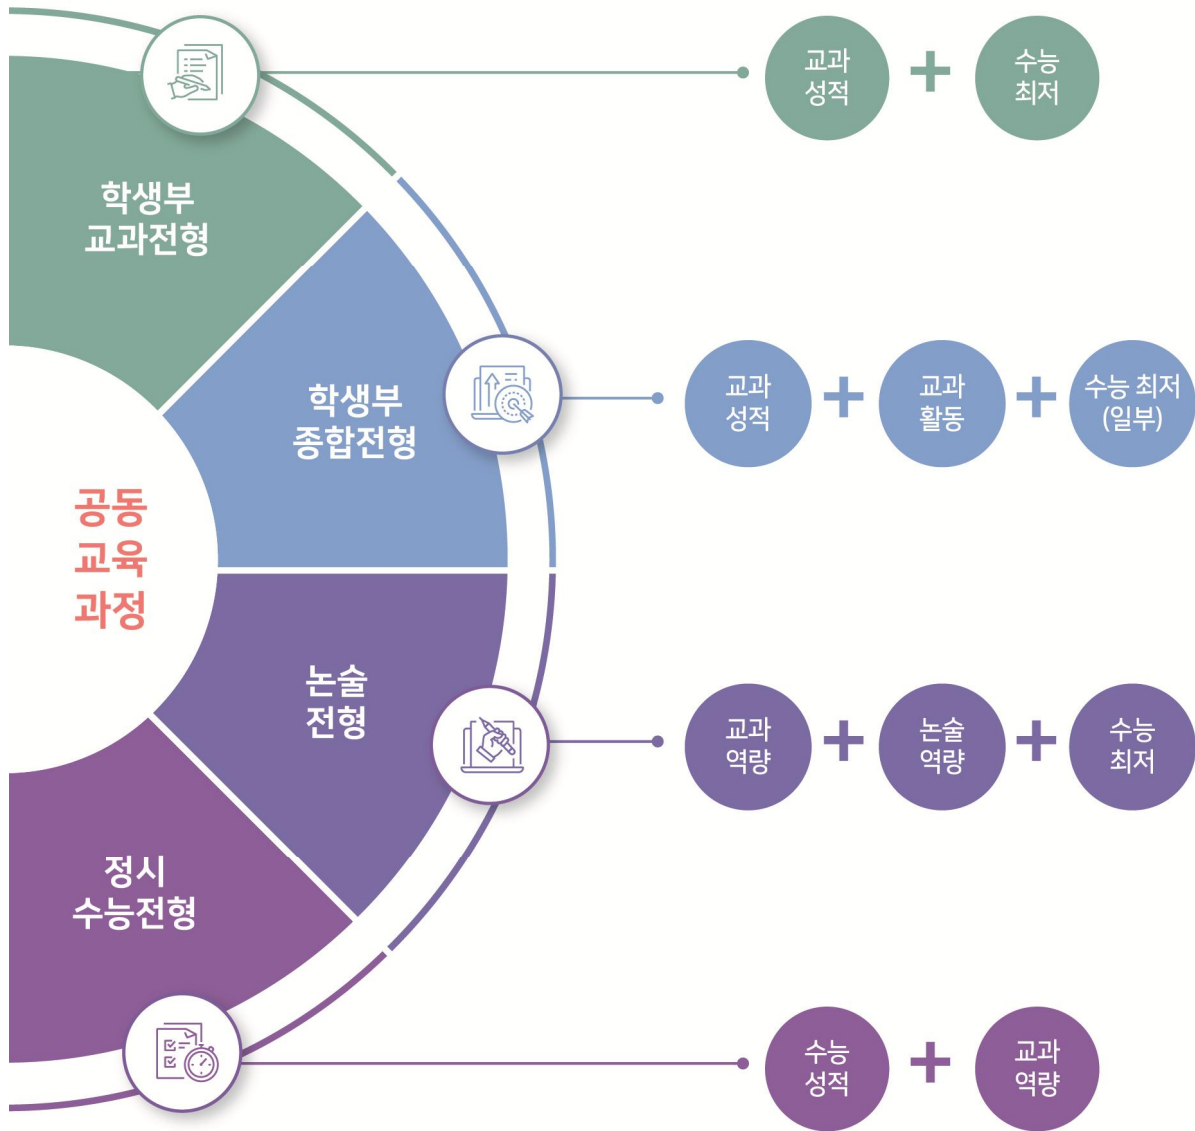 교과
성적
수능
최저
학생부
교과전형
학생부
종합전형
교과
성적
교과
활동
수능 최저
(일부)
공동
교육
과정
논술
전형
교과
역량
논술
역량
수능
최저
정시
수능전형
수능
성적
교과
역량